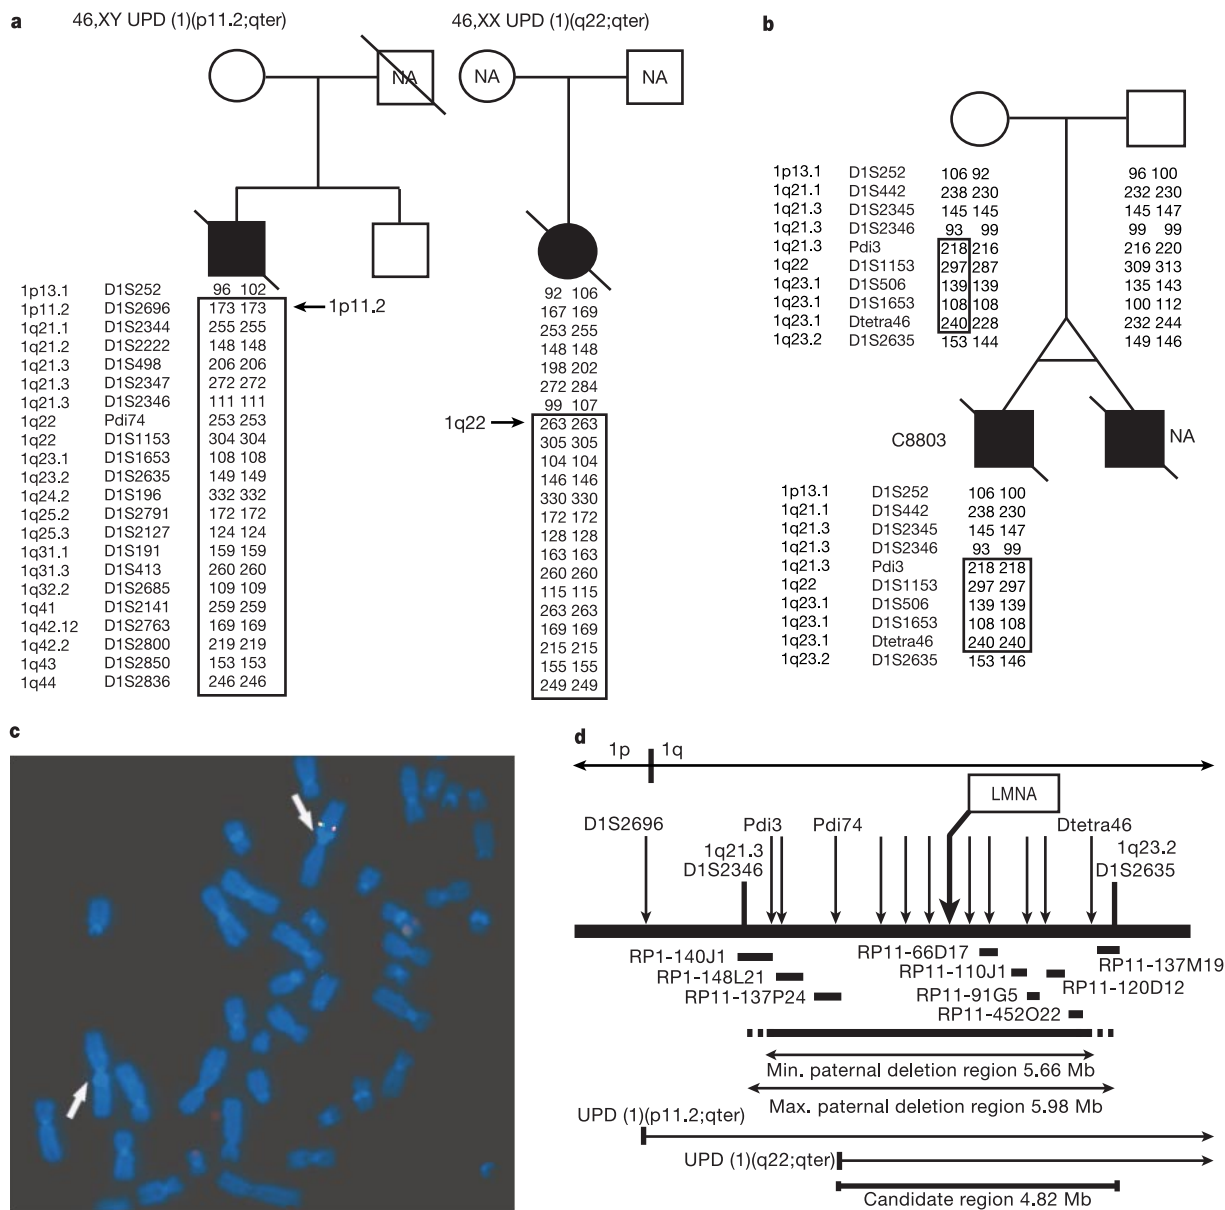 a
46,XY UPD (1)(p11.2;qter)
46,XX UPD (1)(q22;qter)
NA
NA
NA
1p13.1 D1S252 96 102 92 106
1p11.2 D1S2696 173 173 1p11.2 167 169
1q21.1 D1S2344 255 255 253 255
1q21.2 D1S2222 148 148 148 148
1q21.3 D1S498 206 206 198 202
1q21.3 D1S2347 272 272 272 284
1q21.3 D1S2346 111 111 99 107
1q22 Pdi74 253 253 1q22 263 263
1q22 D1S1153 304 304 305 305
1q23.1 D1S1653 108 108 104 104
1q23.2 D1S2635 149 149 146 146
1q24.2 D1S196 332 332 330 330
1q25.2 D1S2791 172 172 172 172
1q25.3 D1S2127 124 124 128 128
1q31.1 D1S191 159 159 163 163
1q31.3 D1S413 260 260 260 260
1q32.2 D1S2685 109 109 115 115
1q41 D1S2141 259 259 263 263
1q42.12 D1S2763 169 169 169 169
1q42.2 D1S2800 219 219 215 215
1q43 D1S2850 153 153 155 155
1q44 D1S2836 246 246 249 249
b
1p13.1 D1S252 106 92 96 100
1q21.1 D1S442 238 230 232 230
1q21.3 D1S2345 145 145 145 147
1q21.3 D1S2346 93 99 99 99
1q21.3 Pdi3 218 216 216 220
1q22 D1S1153 297 287 309 313
1q23.1 D1S506 139 139 135 143
1q23.1 D1S1653 108 108 100 112
1q23.1 Dtetra46 240 228 232 244
1q23.2 D1S2635 153 144 149 146
C8803
NA
1p13.1 D1S252 106 100
1q21.1 D1S442 238 230
1q21.3 D1S2345 145 147
1q21.3 D1S2346 93 99
1q21.3 Pdi3 218 218
1q22 D1S1153 297 297
1q23.1 D1S506 139 139
1q23.1 D1S1653 108 108
1q23.1 Dtetra46 240 240
1q23.2 D1S2635 153 146
c
d
1p 1q
LMNA
D1S2696 Pdi3 Pdi74 Dtetra46
1q21.3 1q23.2
D1S2346 D1S2635
RP1-140J1 RP11-66D17 RP11-137M19
RP1-148L21 RP11-110J1 RP11-120D12
RP11-137P24 RP11-91G5
RP11-452O22
Min. paternal deletion region 5.66 Mb
Max. paternal deletion region 5.98 Mb
UPD (1)(p11.2;qter)
UPD (1)(q22;qter)
Candidate region 4.82 Mb